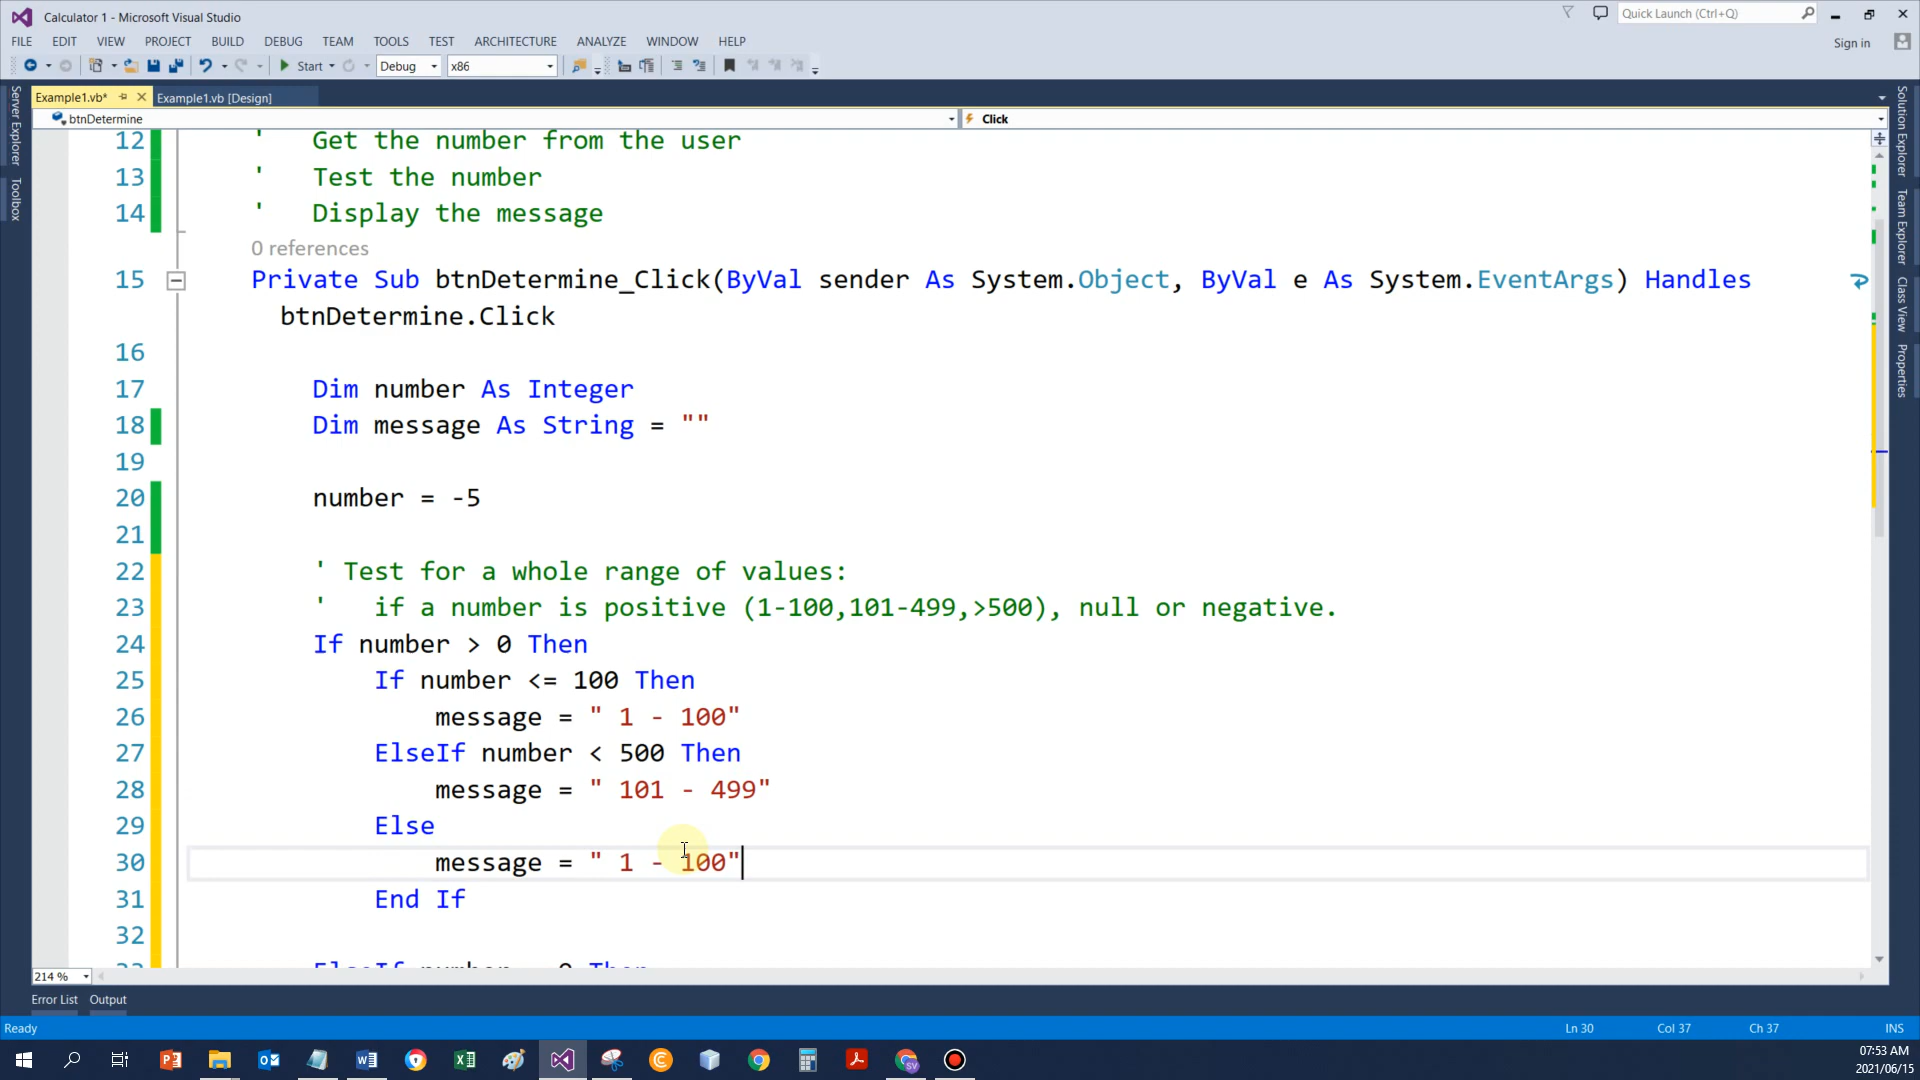 Calculator 1 - Microsoft Visual Studio
Quick Launch (Ctrl+Q)
FILE EDIT VIEW PROJECT BUILD DEBUG TEAM TOOLS TEST ARCHITECTURE ANALYZE WINDOW HELP
Sign in
Start Debug x86
Example1.vb* Example1.vb [Design]
btnDetermine Click
Server Explorer
Toolbox
Solution Explorer
Team Explorer
Class View
Properties
12 ' Get the number from the user
13 ' Test the number
14 ' Display the message
0 references
15 Private Sub btnDetermine_Click(ByVal sender As System.Object, ByVal e As System.EventArgs) Handles
btnDetermine.Click
16
17 Dim number As Integer
18 Dim message As String = ""
19
20 number = -5
21
22 ' Test for a whole range of values:
23 ' if a number is positive (1-100,101-499,>500), null or negative.
24 If number > 0 Then
25 If number <= 100 Then
26 message = " 1 - 100"
27 ElseIf number < 500 Then
28 message = " 101 - 499"
29 Else
30 message = " 1 - 100"
31 End If
32
214 %
Error List Output
Ready Ln 30 Col 37 Ch 37 INS
07:53 AM
2021/06/15